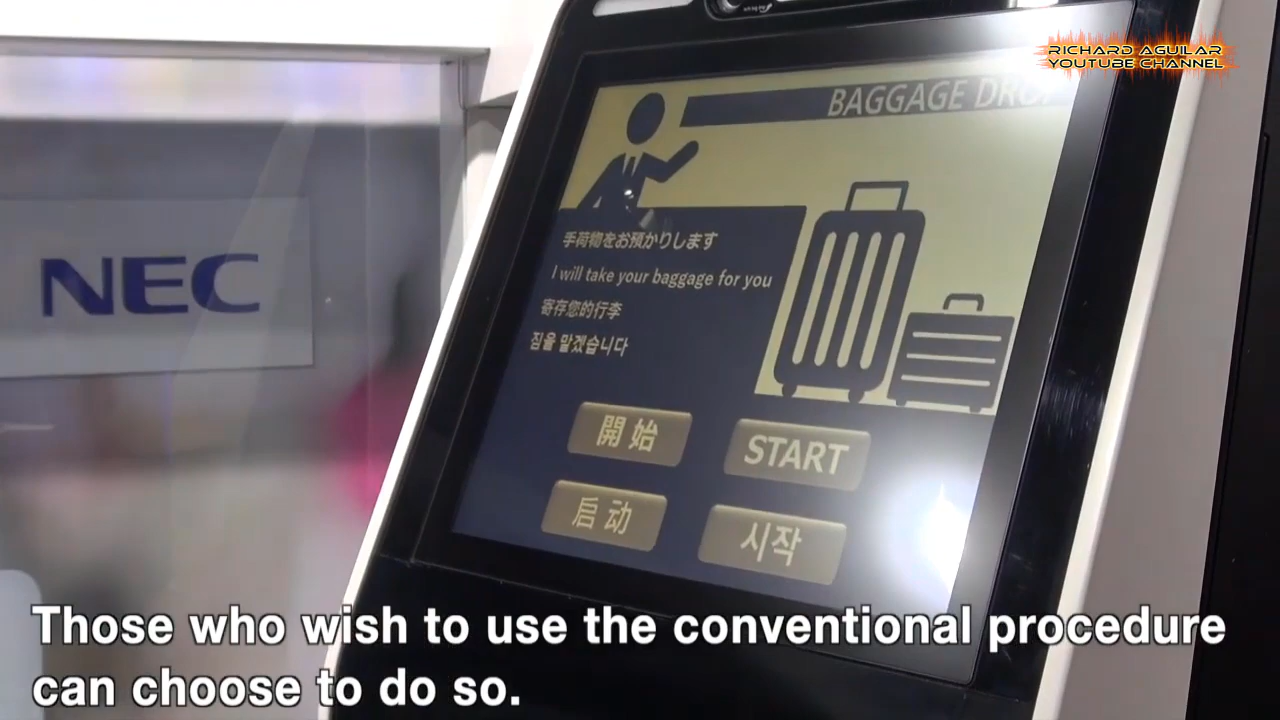 RICHARD AGUILAR
YOUTUBE CHANNEL
BAGGAGE DROP
NEC
手荷物をお預かりします
I will take your baggage for you
寄存您的行李
짐을 맡겠습니다
開始
START
启动
시작
Those who wish to use the conventional procedure
can choose to do so.